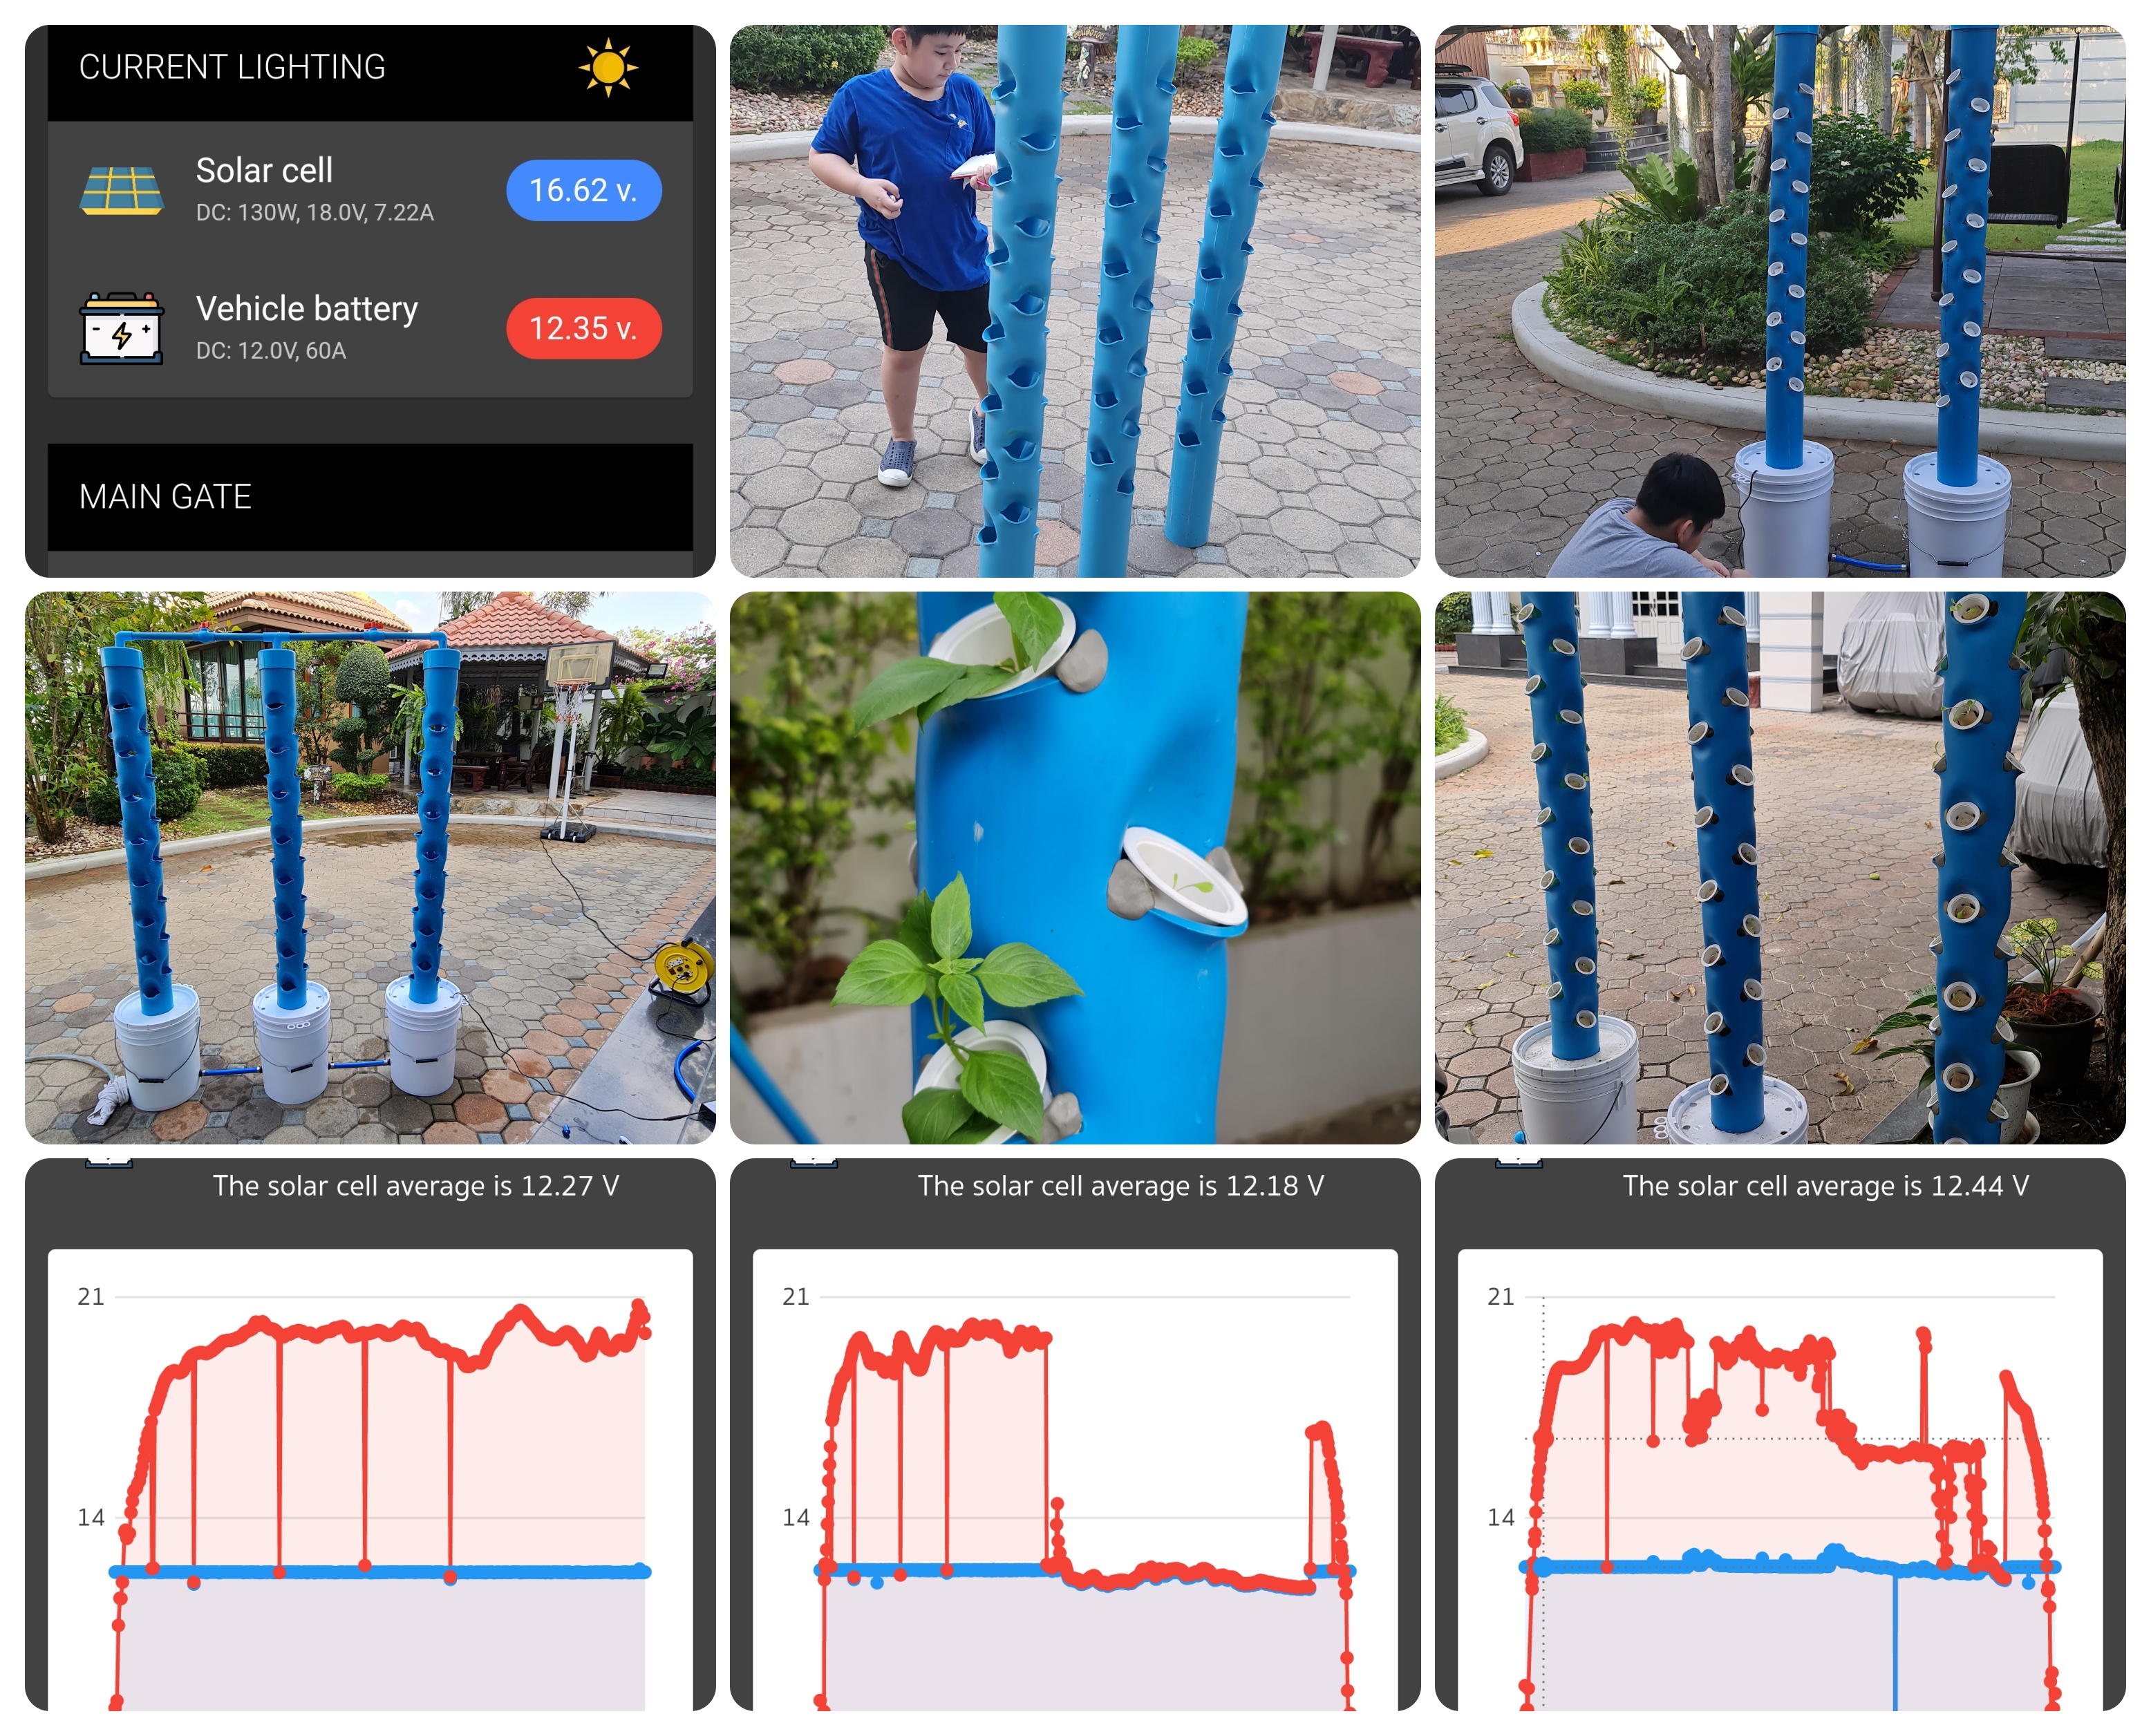 CURRENT LIGHTING
Solar cell
DC: 130W, 18.0V, 7.22A
16.62 v.
Vehicle battery
DC: 12.0V, 60A
12.35 v.
MAIN GATE
The solar cell average is 12.27 V
21
14
The solar cell average is 12.18 V
21
14
The solar cell average is 12.44 V
21
14